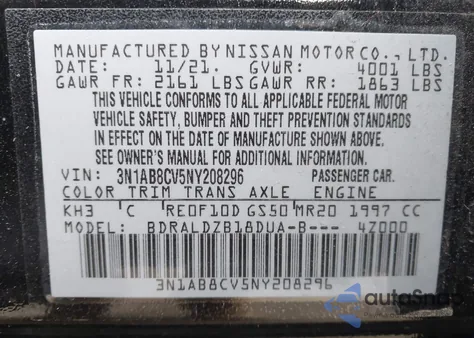 MANUFACTURED BY NISSAN MOTOR CO., LTD.
DATE: 11/21. GVWR: 4001 LBS
GAWR FR: 2161 LBS GAWR RR: 1863 LBS
THIS VEHICLE CONFORMS TO ALL APPLICABLE FEDERAL MOTOR
VEHICLE SAFETY, BUMPER AND THEFT PREVENTION STANDARDS
IN EFFECT ON THE DATE OF MANUFACTURE SHOWN ABOVE.
SEE OWNER'S MANUAL FOR ADDITIONAL INFORMATION.
VIN: 3N1AB8CV5NY208296 PASSENGER CAR.
COLOR TRIM TRANS AXLE ENGINE
KH3 C RE0F10D GS50 MR20 1997 CC
MODEL: BDRALDZB18DUA-B--- 4Z000
3N1AB8CV5NY208296
autoSnap